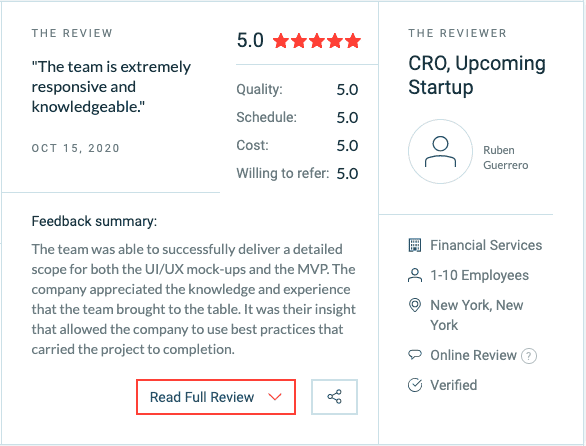 THE REVIEW
"The team is extremely
responsive and
knowledgeable."
OCT 15, 2020
5.0
Quality: 5.0
Schedule: 5.0
Cost: 5.0
Willing to refer: 5.0
Feedback summary:
The team was able to successfully deliver a detailed
scope for both the UI/UX mock-ups and the MVP. The
company appreciated the knowledge and experience
that the team brought to the table. It was their insight
that allowed the company to use best practices that
carried the project to completion.
Read Full Review
THE REVIEWER
CRO, Upcoming
Startup
Ruben
Guerrero
Financial Services
1-10 Employees
New York, New
York
Online Review ?
Verified